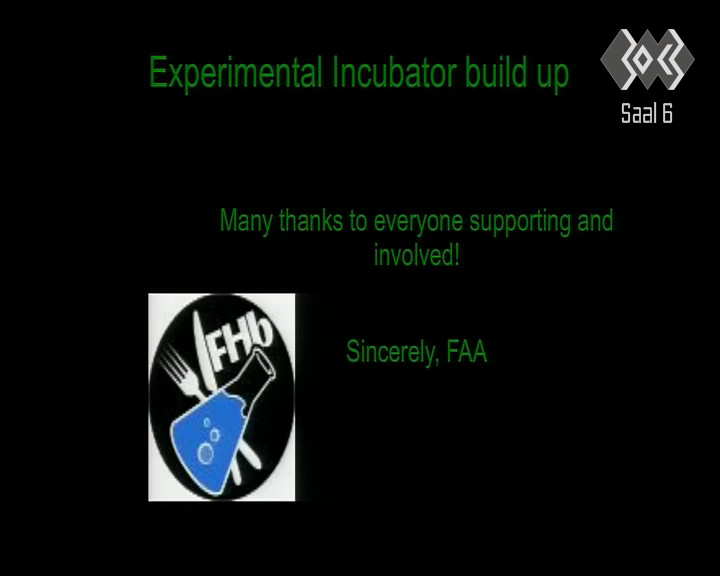 Experimental Incubator build up
Saal 6
Many thanks to everyone supporting and
involved!
FHb
Sincerely, FAA